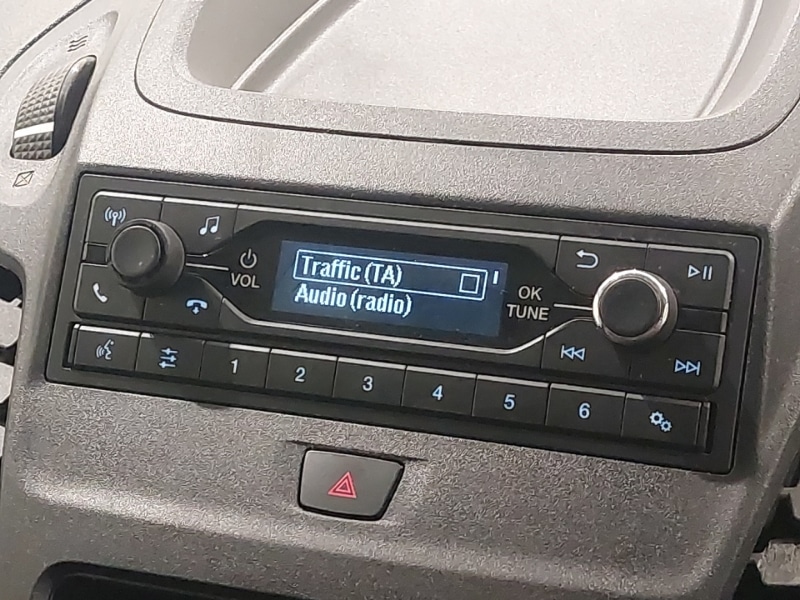 Traffic (TA)
Audio (radio)
VOL
OK
TUNE
1
2
3
4
5
6